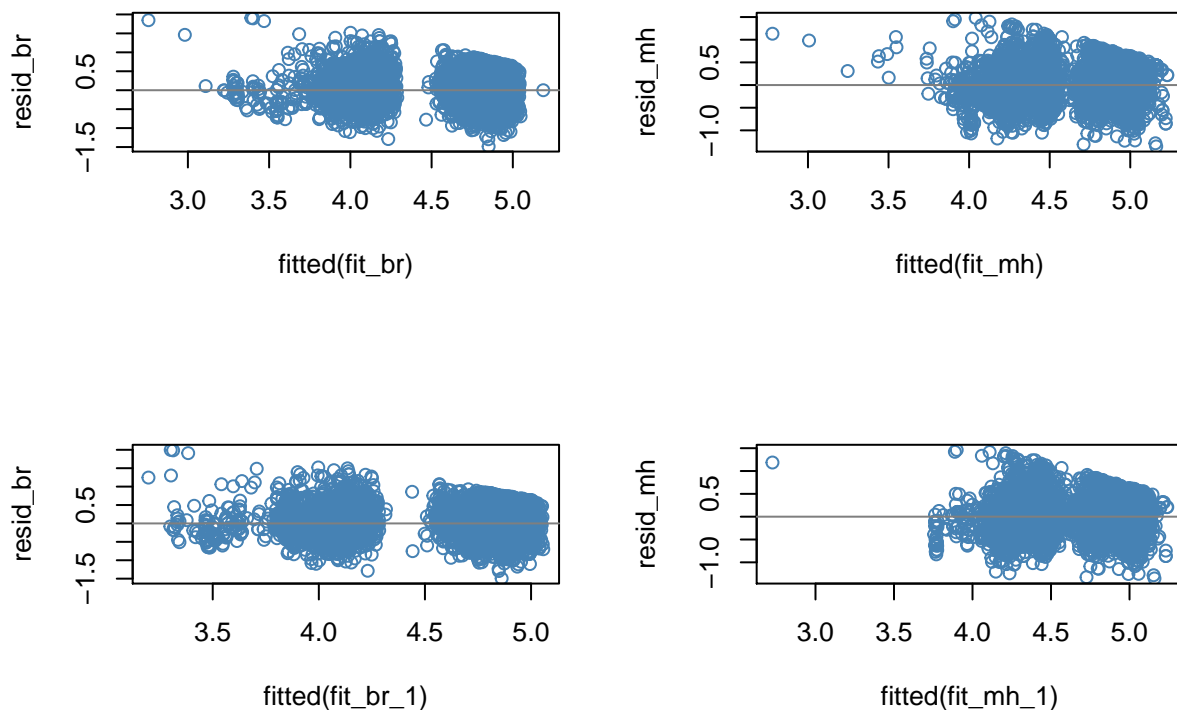 resid_br
0.5
−1.5
3.0 3.5 4.0 4.5 5.0
fitted(fit_br)
resid_mh
0.5
−1.0
3.0 3.5 4.0 4.5 5.0
fitted(fit_mh)
resid_br
0.5
−1.5
3.5 4.0 4.5 5.0
fitted(fit_br_1)
resid_mh
0.5
−1.0
3.0 3.5 4.0 4.5 5.0
fitted(fit_mh_1)